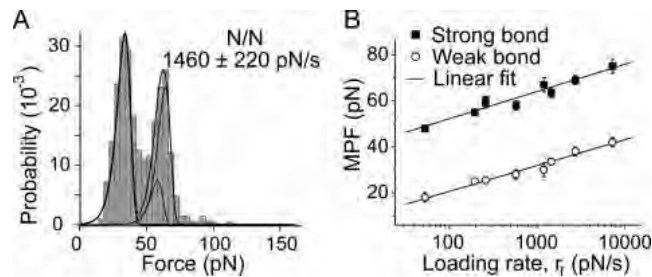 A
N/N
1460 ± 220 pN/s
Probability (10⁻³)
30
20
10
0
0
50
100
150
Force (pN)
B
Strong bond
Weak bond
Linear fit
MPF (pN)
80
60
40
20
100
1000
10000
Loading rate, rf (pN/s)